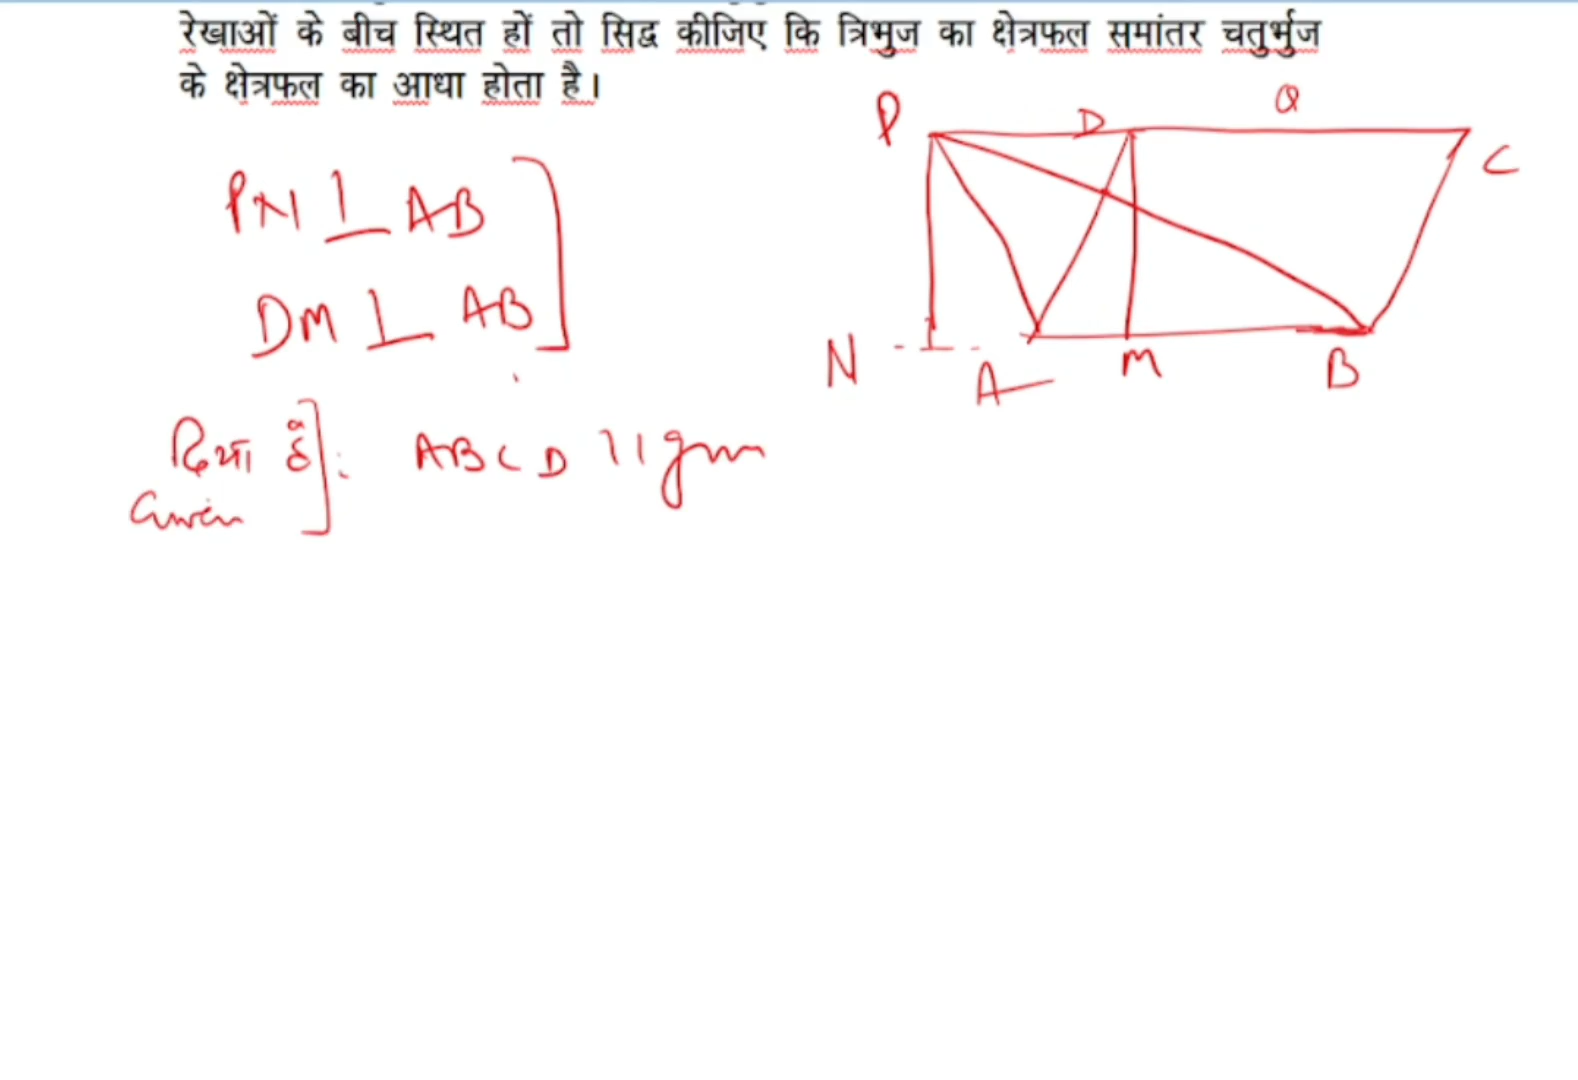 रेखाओं के बीच स्थित हों तो सिद्व कीजिए कि त्रिभुज का क्षेत्रफल समांतर चतुर्भुज
के क्षेत्रफल का आधा होता है।
P D Q C
PN ⊥ AB
DM ⊥ AB
N A M B
दिया है : ABCD ||gm
Given